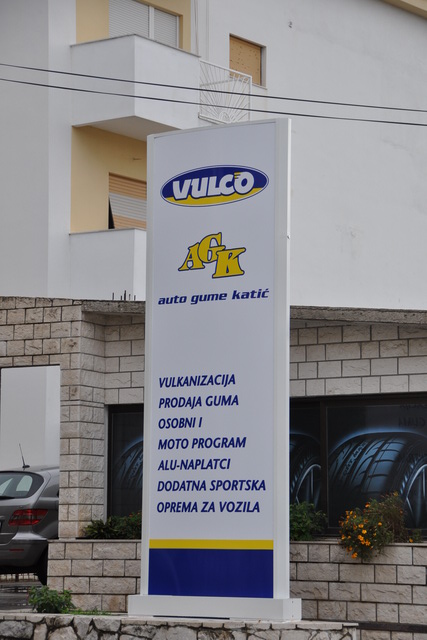 VULCO
AGK
auto gume katić
VULKANIZACIJA
PRODAJA GUMA
OSOBNI I
MOTO PROGRAM
ALU-NAPLATCI
DODATNA SPORTSKA
OPREMA ZA VOZILA